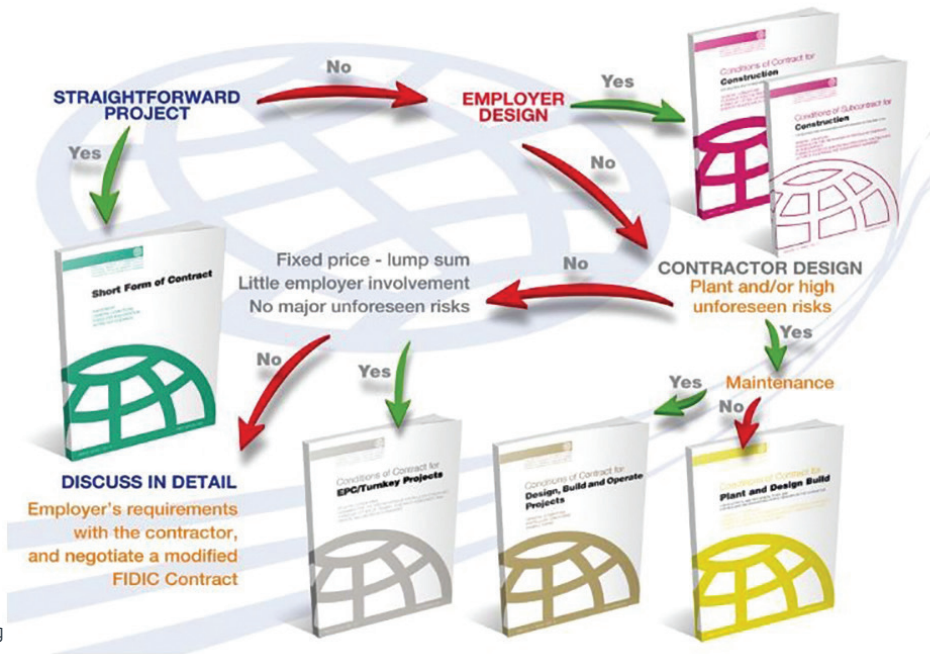 No
STRAIGHTFORWARD
PROJECT
EMPLOYER
DESIGN
Yes
Conditions of Contract for
Construction
Conditions of Subcontract for
Construction
Yes
No
Short Form of Contract
Fixed price - lump sum
Little employer involvement
No major unforeseen risks
No
CONTRACTOR DESIGN
Plant and/or high
unforeseen risks
No
Yes
Yes
Maintenance
Yes
No
DISCUSS IN DETAIL
Employer's requirements
with the contractor,
and negotiate a modified
FIDIC Contract
Conditions of Contract for
EPC/Turnkey Projects
Conditions of Contract for
Design, Build and Operate
Projects
Conditions of Contract for
Plant and Design Build